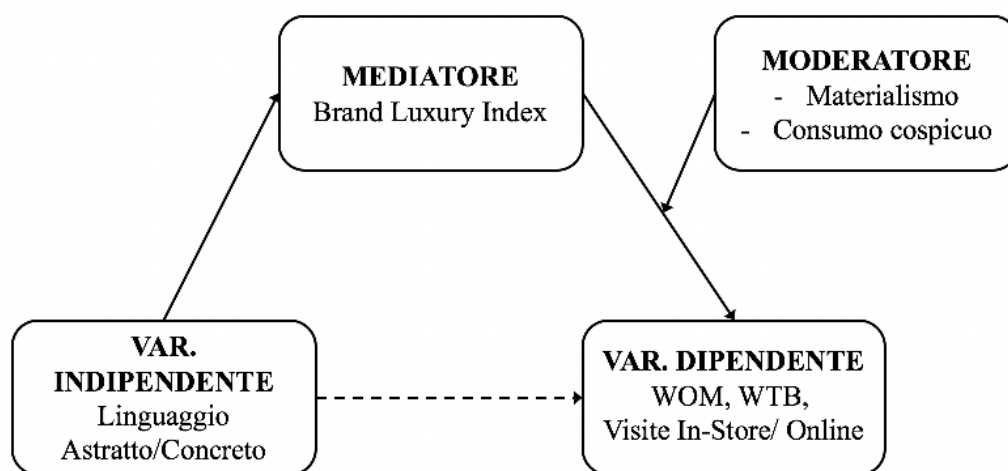 MEDIATORE
Brand Luxury Index
MODERATORE
- Materialismo
- Consumo cospicuo
VAR.
INDIPENDENTE
Linguaggio
Astratto/Concreto
VAR. DIPENDENTE
WOM, WTB,
Visite In-Store/ Online